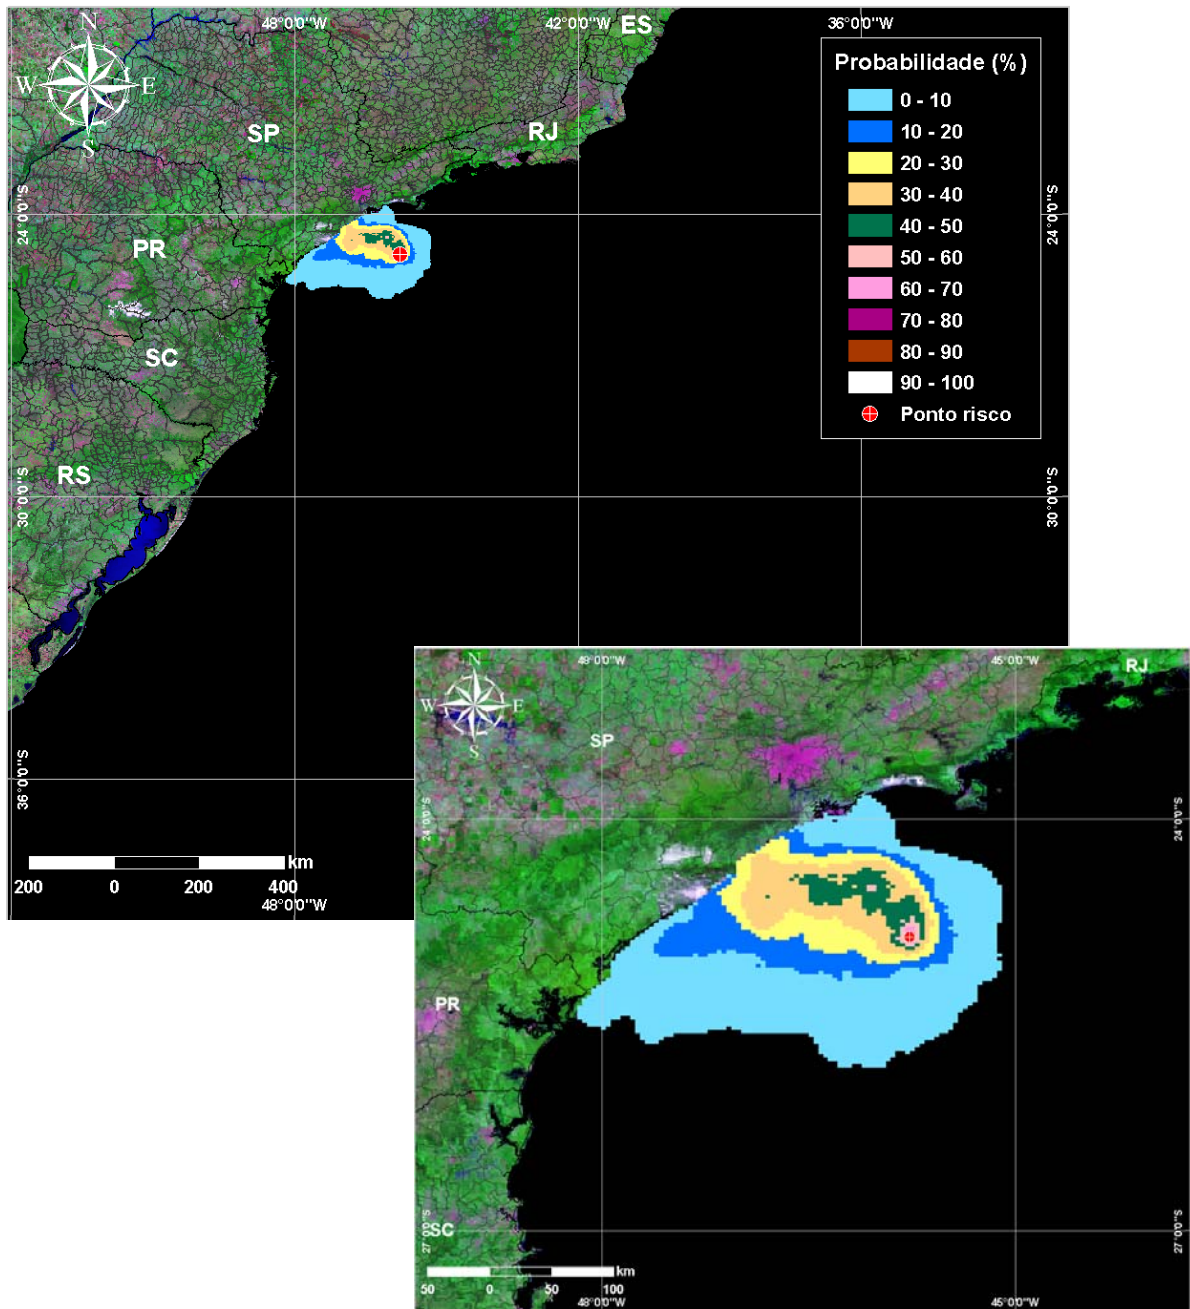 48°0'0"W
42°0'0"W
36°0'0"W
N
W
E
S
ES
SP
RJ
PR
SC
RS
24°0'0"S
24°0'0"S
30°0'0"S
30°0'0"S
36°0'0"S
Probabilidade (%)
0 - 10
10 - 20
20 - 30
30 - 40
40 - 50
50 - 60
60 - 70
70 - 80
80 - 90
90 - 100
Ponto risco
km
200 0 200 400
48°0'0"W
48°0'0"W
45°0'0"W
N
W
E
S
RJ
SP
24°0'0"S
24°0'0"S
PR
SC
27°0'0"S
27°0'0"S
km
50 0 50 100
48°0'0"W
45°0'0"W